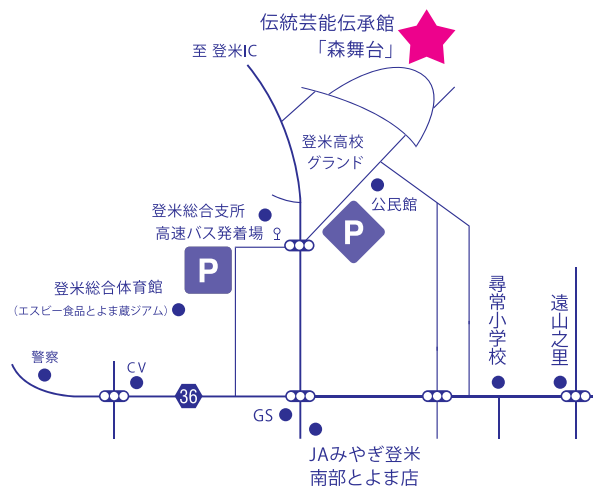 伝統芸能伝承館
「森舞台」
至 登米IC
登米高校
グランド
公民館
登米総合支所
高速バス発着場
P
P
登米総合体育館
(エスビー食品とよま蔵ジアム)
尋常小学校
遠山之里
警察
CV
36
GS
JAみやぎ登米
南部とよま店